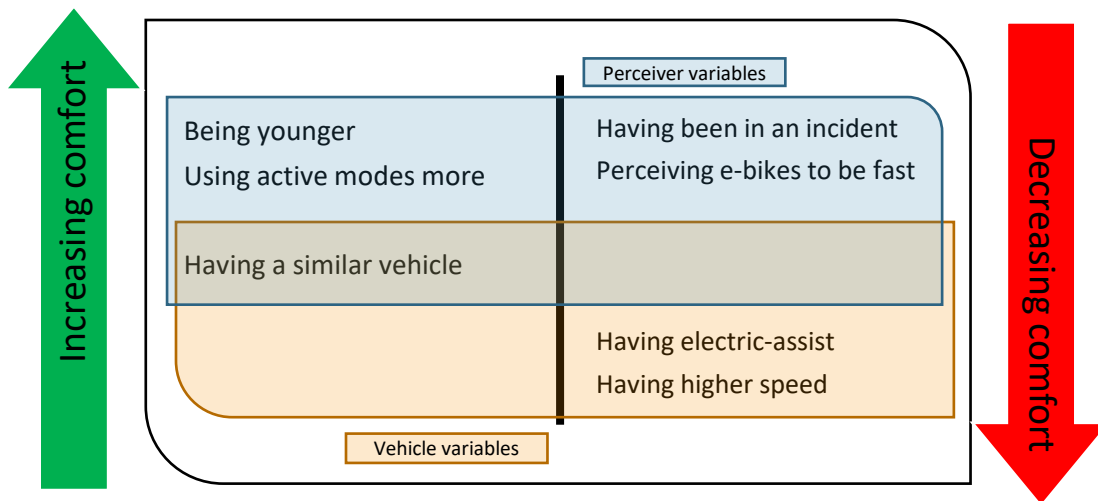 Increasing comfort
Perceiver variables
Being younger
Using active modes more
Having been in an incident
Perceiving e-bikes to be fast
Having a similar vehicle
Having electric-assist
Having higher speed
Vehicle variables
Decreasing comfort